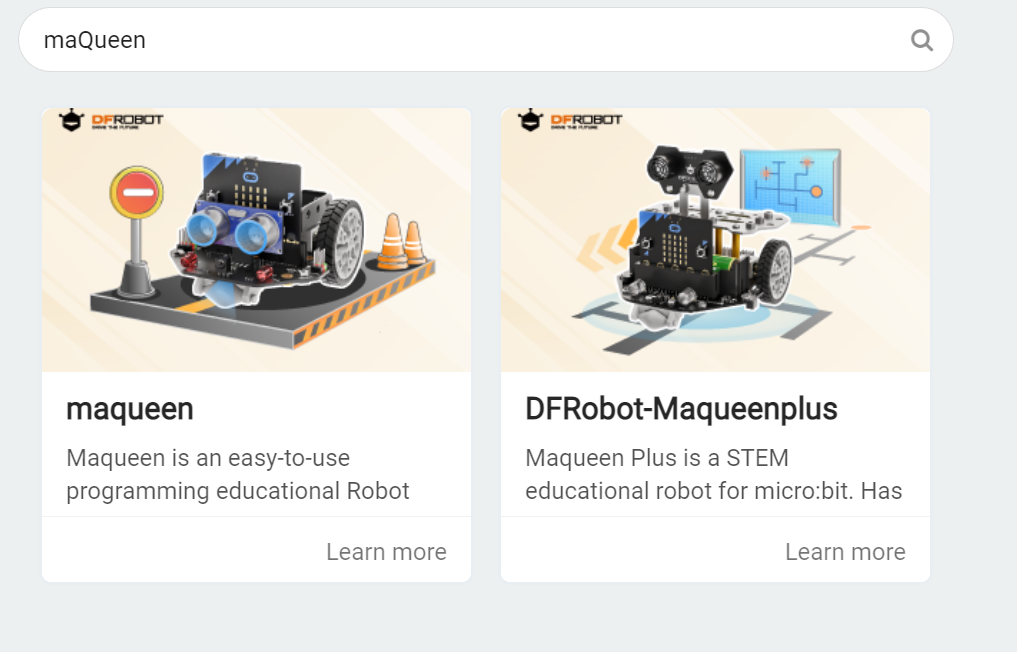 maQueen
DFROBOT
DRIVE THE FUTURE
DFROBOT
DRIVE THE FUTURE
maqueen
Maqueen is an easy-to-use
programming educational Robot
Learn more
DFRobot-Maqueenplus
Maqueen Plus is a STEM
educational robot for micro:bit. Has
Learn more